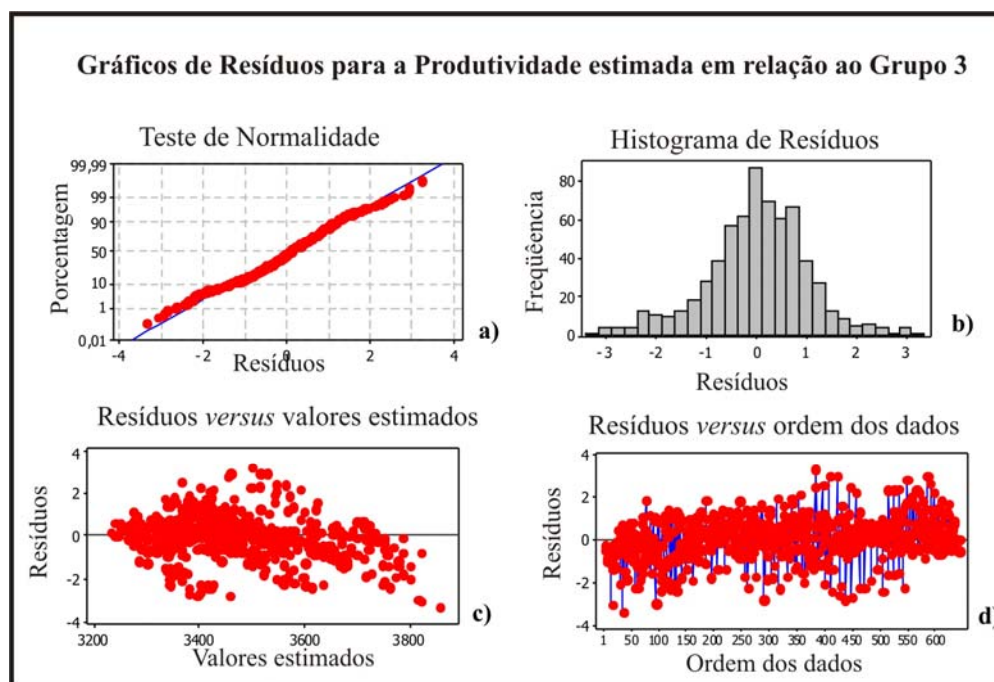 Gráficos de Resíduos para a Produtividade estimada em relação ao Grupo 3
Teste de Normalidade
Porcentagem
99,99
99
90
50
10
1
0,01
-4 -2 0 2 4
Resíduos
a)
Histograma de Resíduos
Freqüêencia
80
60
40
20
0
-3 -2 -1 0 1 2 3
Resíduos
b)
Resíduos versus valores estimados
Resíduos
4
2
0
-2
-4
3200 3400 3600 3800
Valores estimados
c)
Resíduos versus ordem dos dados
Resíduos
4
2
0
-2
-4
1 50 100 150 200 250 300 350 400 450 500 550 600
Ordem dos dados
d)